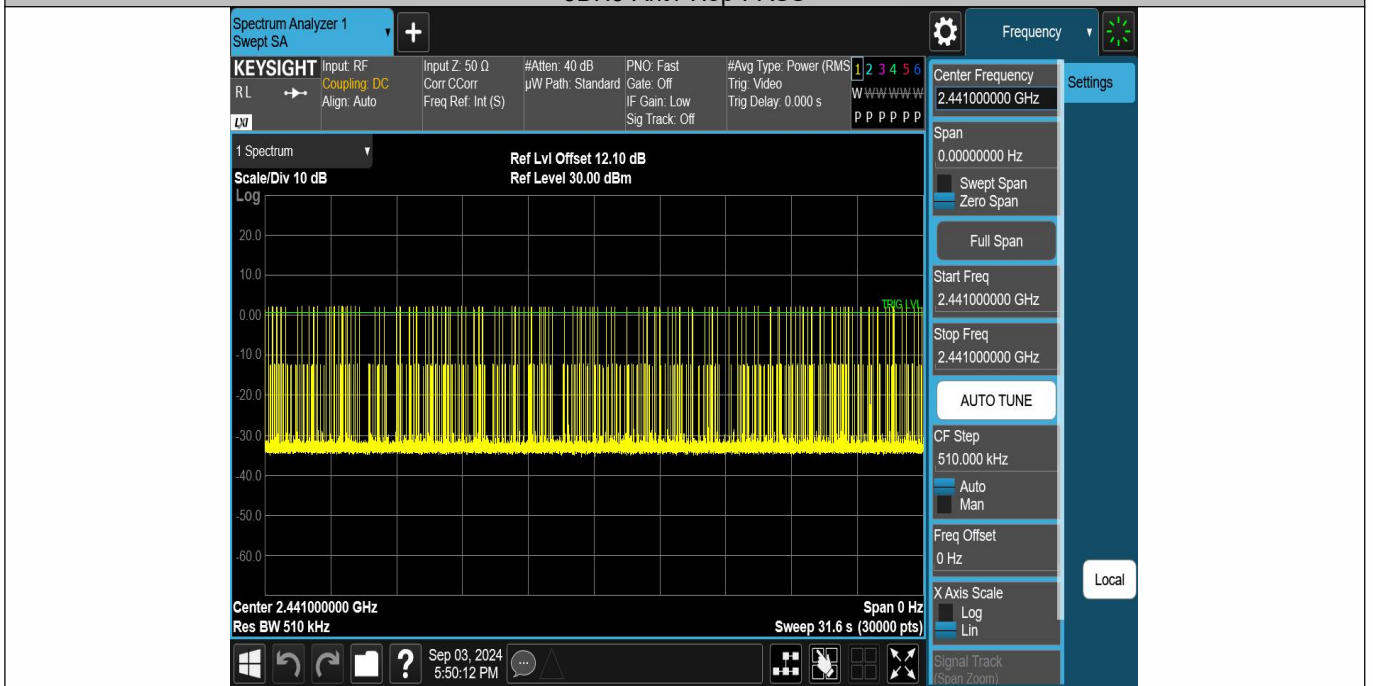 Spectrum Analyzer 1
Swept SA
Frequency
KEYSIGHT
RL
LXI
Input: RF
Coupling: DC
Align: Auto
Input Z: 50 Ω
Corr CCorr
Freq Ref: Int (S)
#Atten: 40 dB
µW Path: Standard
PNO: Fast
Gate: Off
IF Gain: Low
Sig Track: Off
#Avg Type: Power (RMS
Trig: Video
Trig Delay: 0.000 s
1 2 3 4 5 6
W W W W W W
P P P P P P
1 Spectrum
Scale/Div 10 dB
Log
Ref Lvl Offset 12.10 dB
Ref Level 30.00 dBm
20.0
10.0
0.00
-10.0
-20.0
-30.0
-40.0
-50.0
-60.0
TRIG LVL
Center 2.441000000 GHz
Res BW 510 kHz
Span 0 Hz
Sweep 31.6 s (30000 pts)
Center Frequency
2.441000000 GHz
Settings
Span
0.00000000 Hz
Swept Span
Zero Span
Full Span
Start Freq
2.441000000 GHz
Stop Freq
2.441000000 GHz
AUTO TUNE
CF Step
510.000 kHz
Auto
Man
Freq Offset
0 Hz
X Axis Scale
Log
Lin
Signal Track
(Span Zoom)
Local
?
Sep 03, 2024
5:50:12 PM